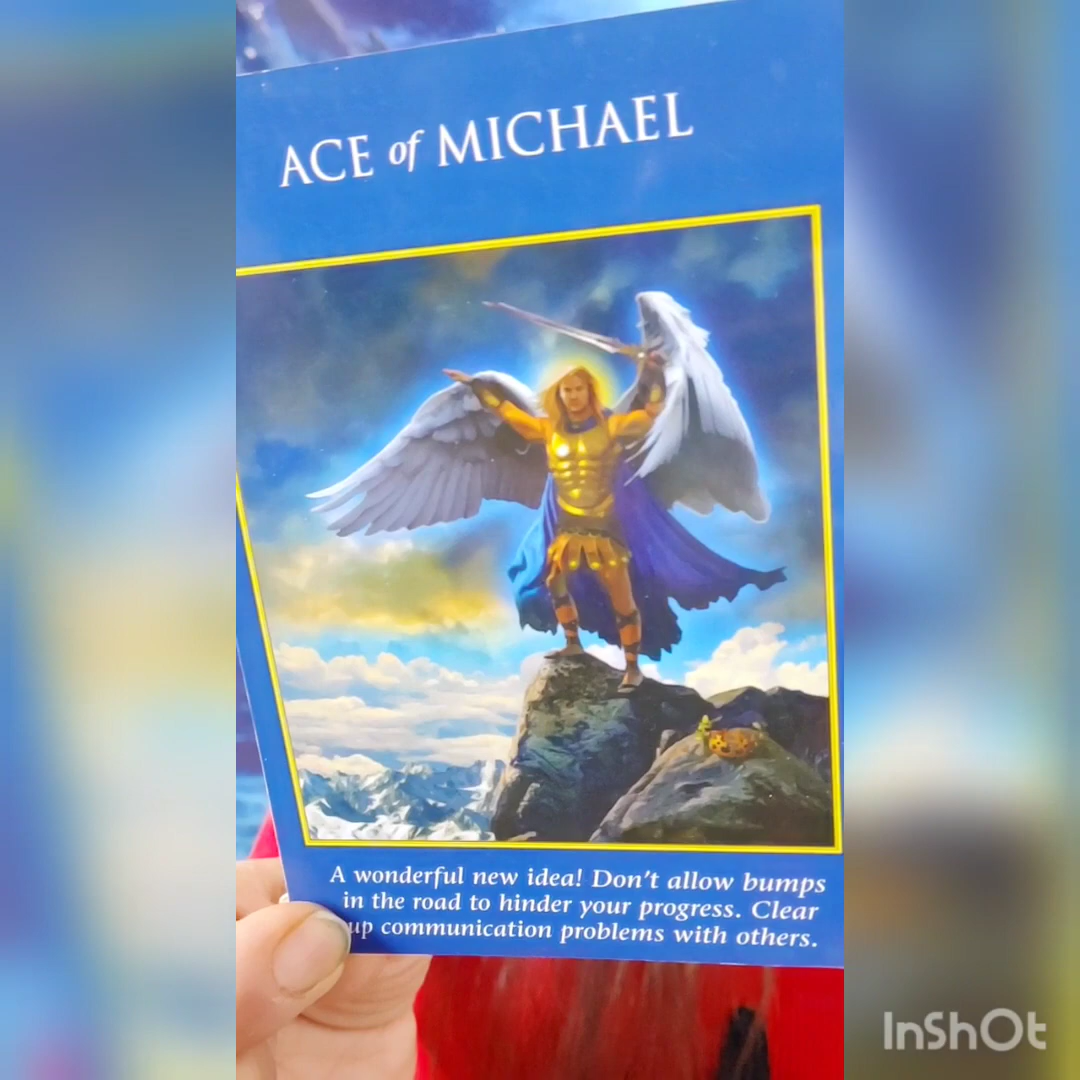 ACE of MICHAEL
A wonderful new idea! Don't allow bumps
in the road to hinder your progress. Clear
up communication problems with others.
InShOt